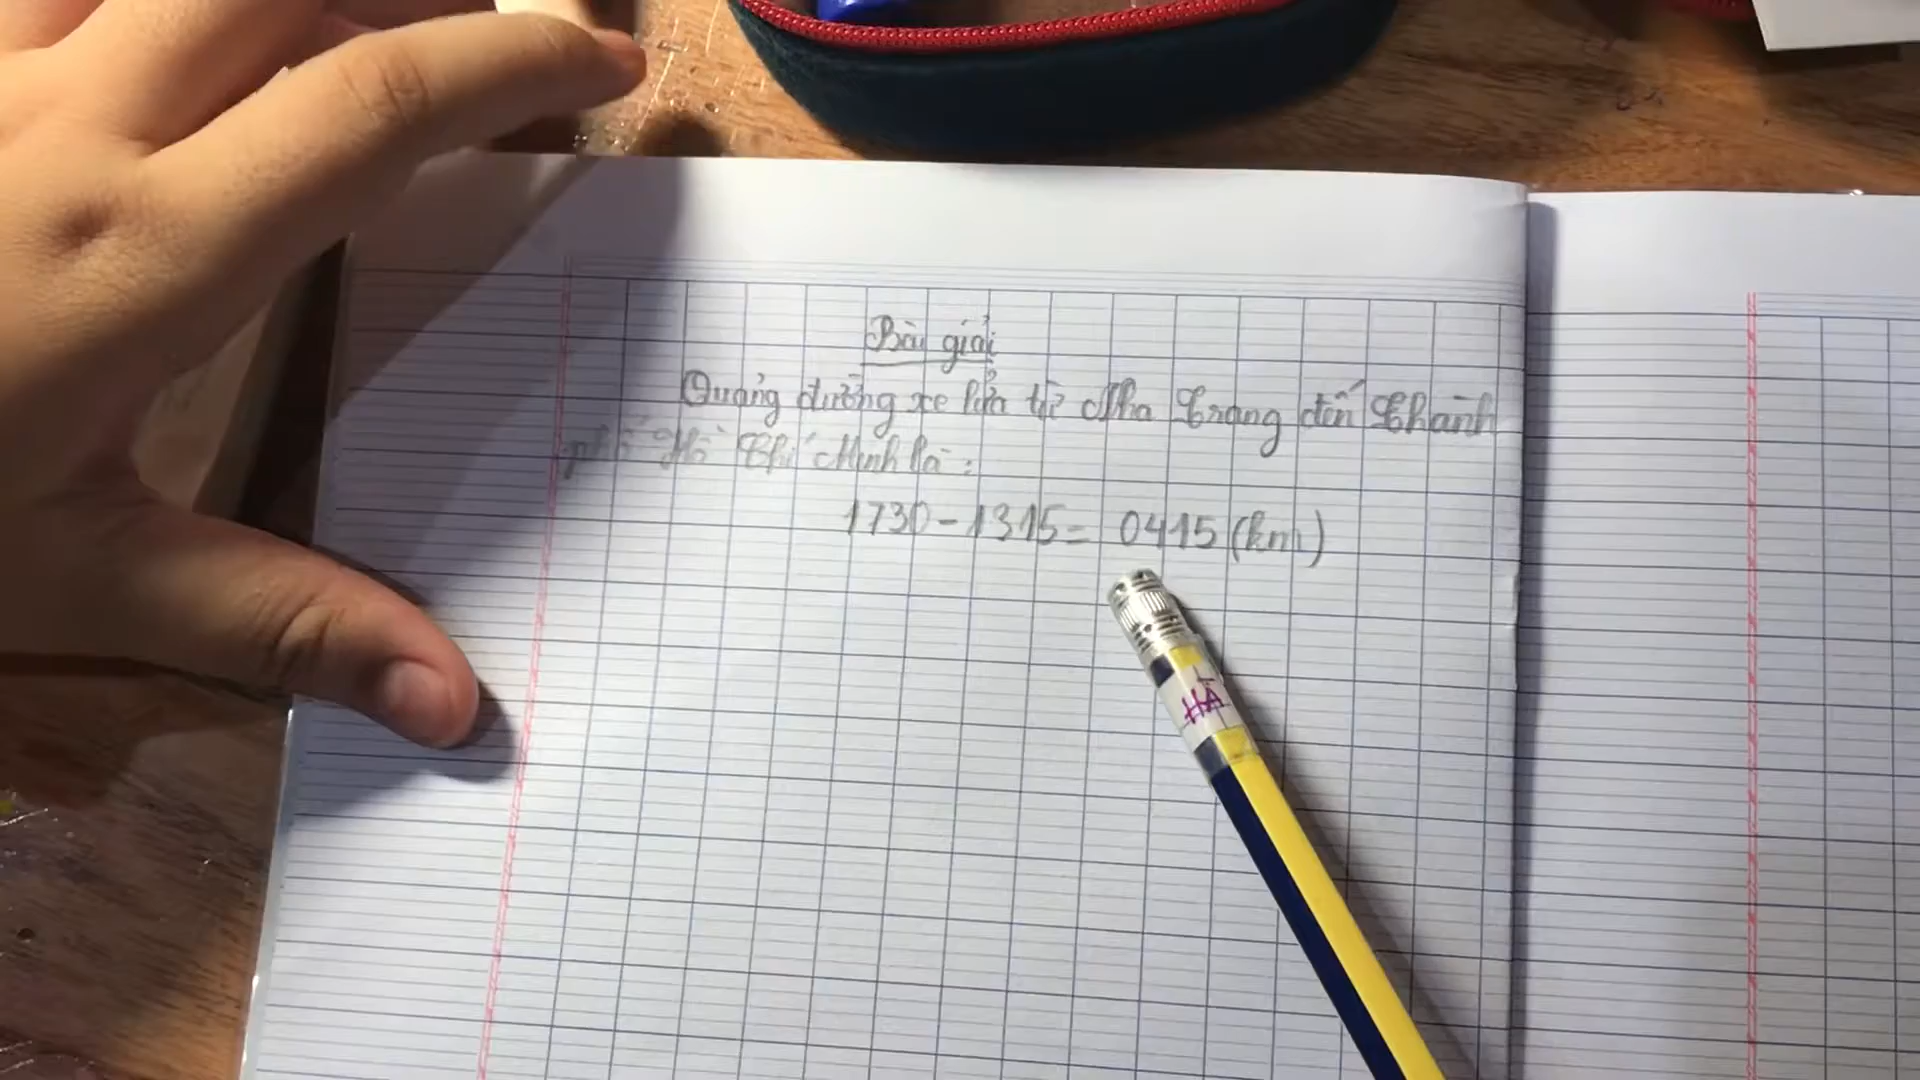 Bài giải
Quảng đường xe lửa từ Nha Trang đến Thành
phố Hồ Chí Minh là :
1730 - 1315 = 0415 (km)
HÀ